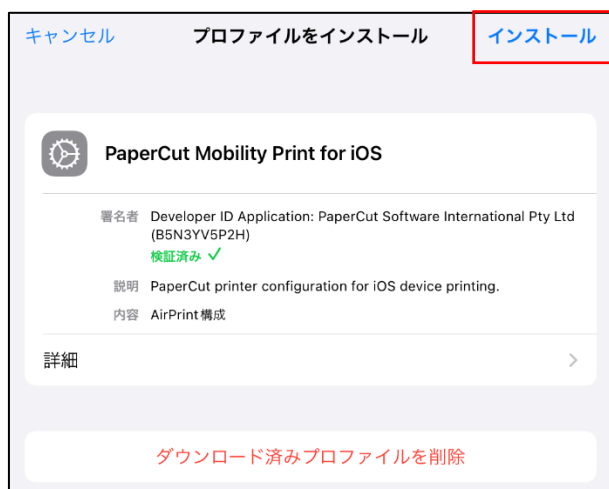 キャンセル プロファイルをインストール インストール
PaperCut Mobility Print for iOS
署名者 Developer ID Application: PaperCut Software International Pty Ltd
(B5N3YV5P2H)
検証済み ✓
説明 PaperCut printer configuration for iOS device printing.
内容 AirPrint構成
詳細
ダウンロード済みプロファイルを削除